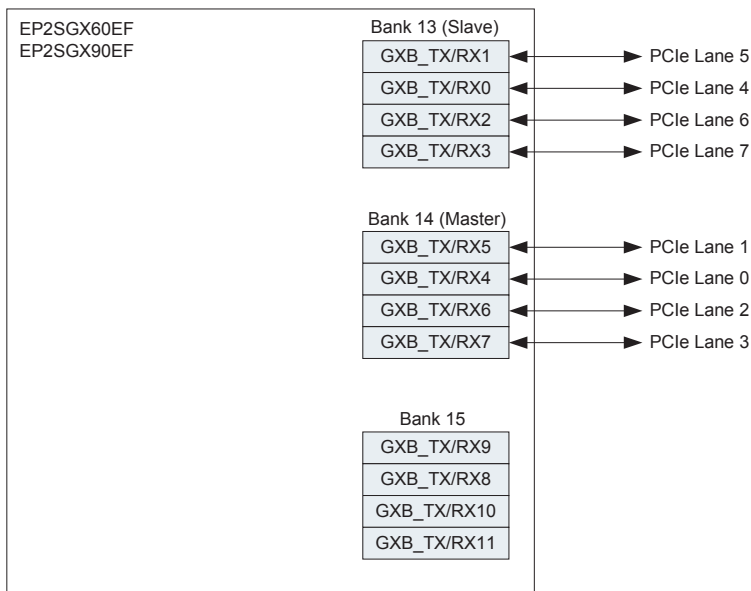 EP2SGX60EF
EP2SGX90EF
Bank 13 (Slave)
GXB_TX/RX1 PCIe Lane 5
GXB_TX/RX0 PCIe Lane 4
GXB_TX/RX2 PCIe Lane 6
GXB_TX/RX3 PCIe Lane 7
Bank 14 (Master)
GXB_TX/RX5 PCIe Lane 1
GXB_TX/RX4 PCIe Lane 0
GXB_TX/RX6 PCIe Lane 2
GXB_TX/RX7 PCIe Lane 3
Bank 15
GXB_TX/RX9
GXB_TX/RX8
GXB_TX/RX10
GXB_TX/RX11